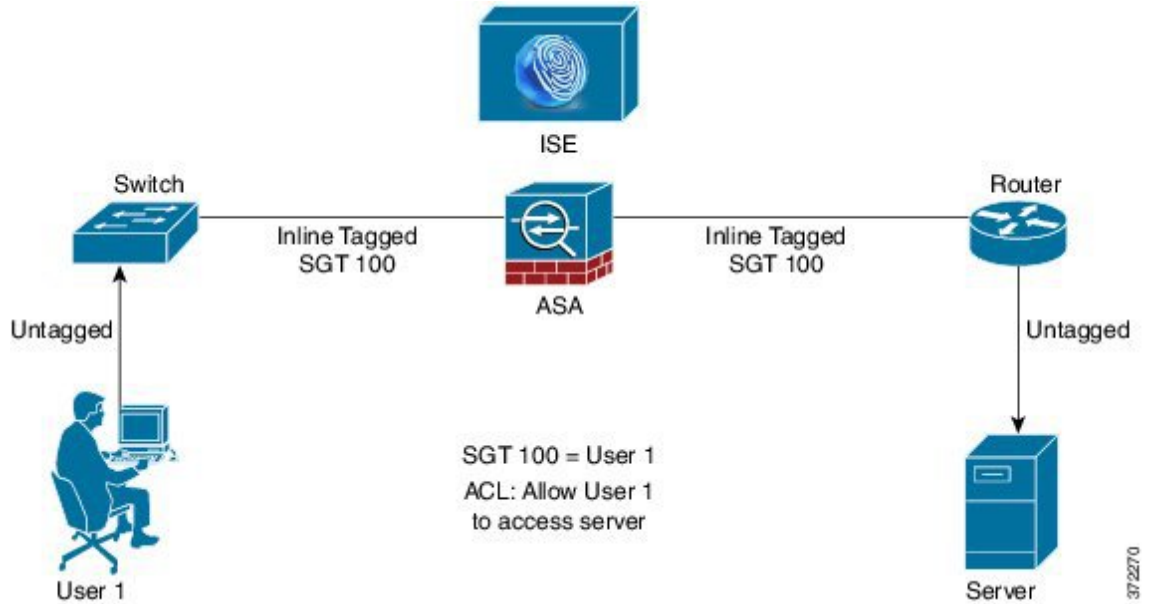 ISE
Switch
Router
Inline Tagged
SGT 100
Inline Tagged
SGT 100
ASA
Untagged
Untagged
SGT 100 = User 1
ACL: Allow User 1
to access server
User 1
Server
372270